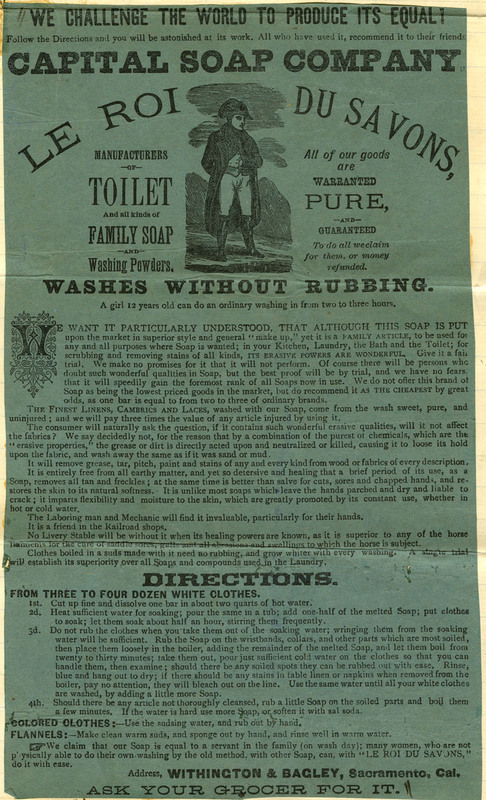 WE CHALLENGE THE WORLD TO PRODUCE ITS EQUAL!
Follow the Directions and you will be astonished at its work. All who have used it, recommend it to their friends
CAPITAL SOAP COMPANY
LE ROI DU SAVONS,
MANUFACTURERS
—OF—
TOILET
And all kinds of
FAMILY SOAP
—AND—
Washing Powders.
All of our goods
are
WARRANTED
PURE,
—AND—
GUARANTEED
To do all we claim
for them, or money
refunded.
WASHES WITHOUT RUBBING.
A girl 12 years old can do an ordinary washing in from two to three hours.
WE WANT IT PARTICULARLY UNDERSTOOD, THAT ALTHOUGH THIS SOAP IS PUT
upon the market in superior style and general "make up," yet it is a FAMILY ARTICLE, to be used for
any and all purposes where Soap is wanted; in your Kitchen, Laundry, the Bath and the Toilet; for
scrubbing and removing stains of all kinds, ITS ERASIVE POWERS ARE WONDERFUL. Give it a fair
trial. We make no promises for it that it will not perform. Of course there will be persons who
doubt such wonderful qualities in Soap, but the best proof will be by trial, and we have no fears
that it will speedily gain the foremost rank of all Soaps now in use. We do not offer this brand of
Soap as being the lowest priced goods in the market, but do recommend it AS THE CHEAPEST by great
odds, as one bar is equal to from two to three of ordinary brands.
THE FINEST LINENS, CAMBRICS AND LACES, washed with our Soap, come from the wash sweet, pure, and
uninjured; and we will pay three times the value of any article injured by using it.
The consumer will naturally ask the question, if it contains such wonderful erasive qualities, will it not affect
the fabrics? We say decidedly not, for the reason that by a combination of the purest of chemicals, which are the
"erasive properties," the grease or dirt is directly acted upon and neutralized or killed, causing it to loose its hold
upon the fabric, and wash away the same as if it was sand or mud.
It will remove grease, tar, pitch, paint and stains of any and every kind from wool or fabrics of every description.
It is entirely free from all earthy matter, and yet so detersive and healing that a brief period of its use, as a
Soap, removes all tan and freckles; at the same time is better than salve for cuts, sores and chapped hands, and re-
stores the skin to its natural softness. It is unlike most soaps which leave the hands parched and dry and liable to
crack; it imparts flexibility and moisture to the skin, which are greatly promoted by its constant use, whether in
hot or cold water.
The Laboring man and Mechanic will find it invaluable, particularly for their hands.
It is a friend in the Railroad shops.
No Livery Stable will be without it when its healing powers are known, as it is superior to any of the horse
liniments for the cure of saddle sores, galls and all abrasions and swellings to which the horse is subject.
Clothes boiled in a suds made with it need no rubbing, and grow whiter with every washing. A single trial
will establish its superiority over all Soaps and compounds used in the Laundry.
DIRECTIONS.
FROM THREE TO FOUR DOZEN WHITE CLOTHES.
1st. Cut up fine and dissolve one bar in about two quarts of hot water.
2d. Heat sufficient water for soaking; pour the same in a tub; add one-half of the melted Soap; put clothes
to soak; let them soak about half an hour, stirring them frequently.
3d. Do not rub the clothes when you take them out of the soaking water; wringing them from the soaking
water will be sufficient. Rub the Soap on the wristbands, collars, and other parts which are most soiled,
then place them loosely in the boiler, adding the remainder of the melted Soap, and let them boil from
twenty to thirty minutes; take them out, pour just sufficient cold water on the clothes so that you can
handle them, then examine; should there be any soiled spots they can be rubbed out with ease. Rinse,
blue and hang out to dry; if there should be any stains in table linen or napkins when removed from the
boiler, pay no attention, they will bleach out on the line. Use the same water until all your white clothes
are washed, by adding a little more Soap.
4th. Should there be any article not thoroughly cleansed, rub a little Soap on the soiled parts and boil them
a few minutes. If the water is hard use more Soap, or soften it with sal soda.
COLORED CLOTHES:—Use the sudsing water, and rub out by hand.
FLANNELS:—Make clean warm suds, and sponge out by hand, and rinse well in warm water.
☞We claim that our Soap is equal to a servant in the family (on wash day); many women, who are not
physically able to do their own washing by the old method, with other Soap, can, with "LE ROI DU SAVONS,"
do it with ease.
Address, WITHINGTON & BAGLEY, Sacramento, Cal.
ASK YOUR GROCER FOR IT.